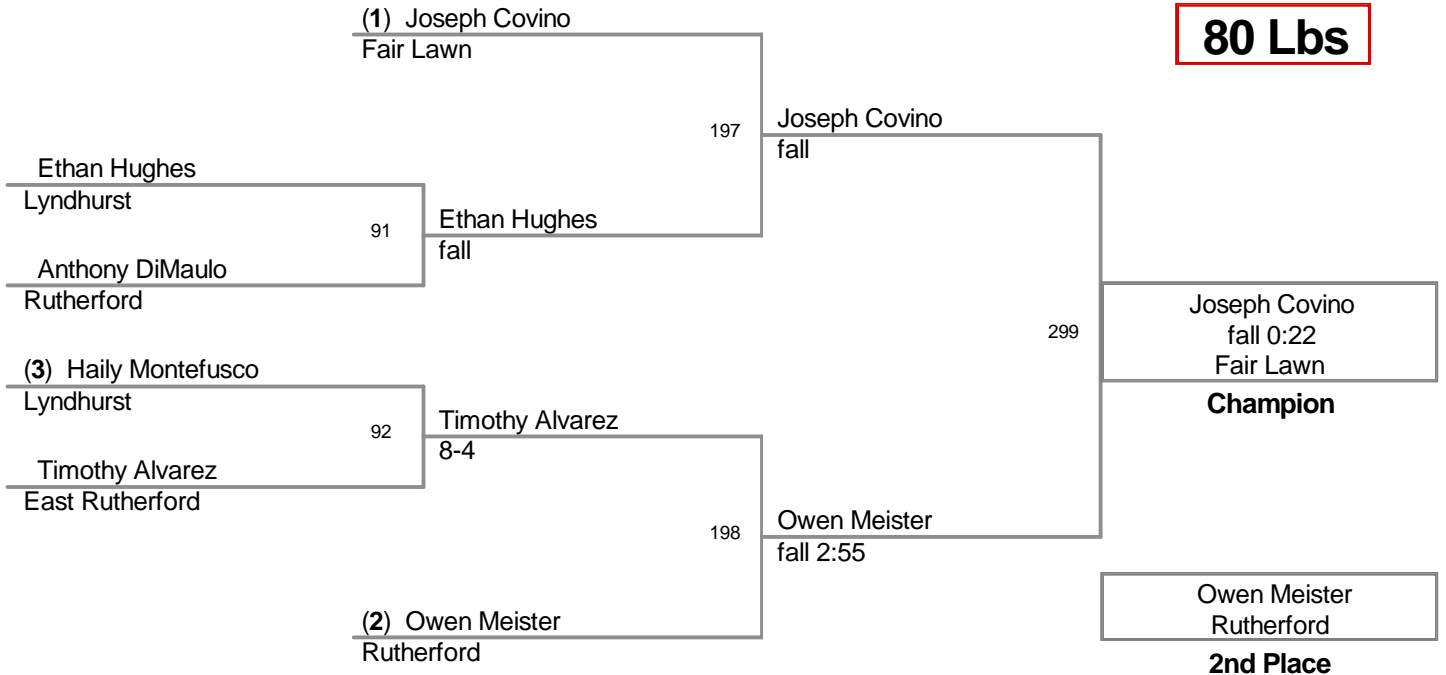 (1) Joseph Covino
Fair Lawn
80 Lbs
197
Joseph Covino
fall
Ethan Hughes
Lyndhurst
91
Ethan Hughes
fall
Anthony DiMaulo
Rutherford
299
Joseph Covino
fall 0:22
Fair Lawn
Champion
(3) Haily Montefusco
Lyndhurst
92
Timothy Alvarez
8-4
Timothy Alvarez
East Rutherford
198
Owen Meister
fall 2:55
(2) Owen Meister
Rutherford
Owen Meister
Rutherford
2nd Place